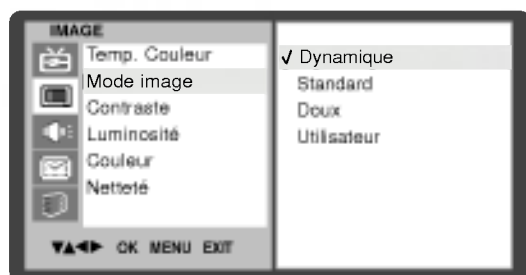 IMAGE
Temp. Couleur
Mode image
Contraste
Luminosité
Couleur
Netteté
▼▲◄► OK MENU EXIT
✓ Dynamique
Standard
Doux
Utilisateur